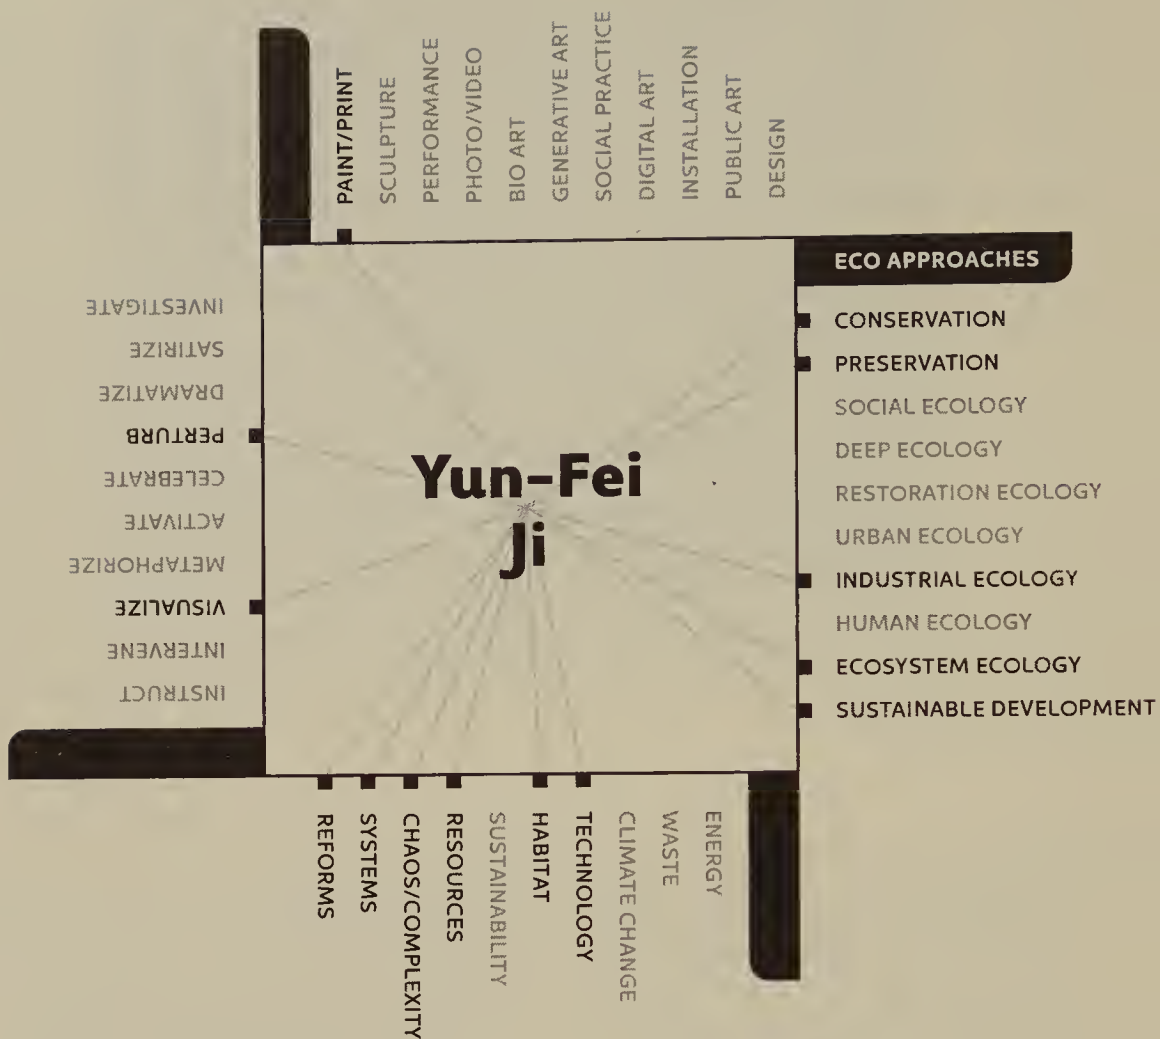 PAINT/PRINT
SCULPTURE
PERFORMANCE
PHOTO/VIDEO
BIO ART
GENERATIVE ART
SOCIAL PRACTICE
DIGITAL ART
INSTALLATION
PUBLIC ART
DESIGN
ECO APPROACHES
CONSERVATION
PRESERVATION
SOCIAL ECOLOGY
DEEP ECOLOGY
RESTORATION ECOLOGY
URBAN ECOLOGY
INDUSTRIAL ECOLOGY
HUMAN ECOLOGY
ECOSYSTEM ECOLOGY
SUSTAINABLE DEVELOPMENT
Yun-Fei
Ji
ENERGY
WASTE
CLIMATE CHANGE
TECHNOLOGY
HABITAT
SUSTAINABILITY
RESOURCES
CHAOS/COMPLEXITY
SYSTEMS
REFORMS
INSTRUCT
INTERVENE
VISUALIZE
METAPHORIZE
ACTIVATE
CELEBRATE
PERTURB
DRAMATIZE
SATIRIZE
INVESTIGATE